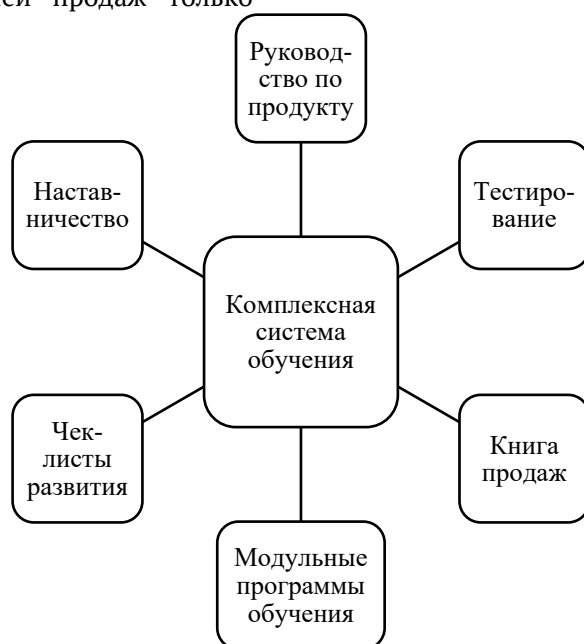 продаж только
Руковод-
ство по
продукту
Настав-
ничество
Тестиро-
вание
Комплексная
система
обучения
Чек-
листы
развития
Книга
продаж
Модульные
программы
обучения